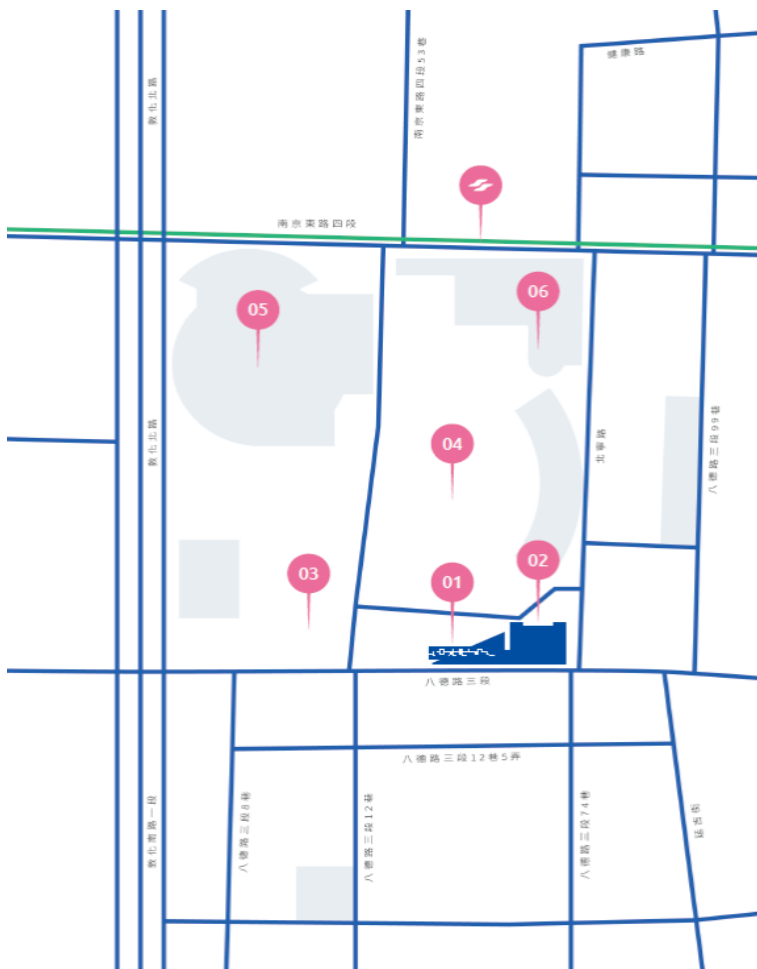 健康路
敦化北路
南京東路四段53巷
南京東路四段
05
06
敦化北路
04
北寧路
八德路三段99巷
03
01
02
八德路三段
八德路三段12巷5弄
敦化南路一段
八德路三段8巷
八德路三段12巷
八德路三段74巷
延吉街